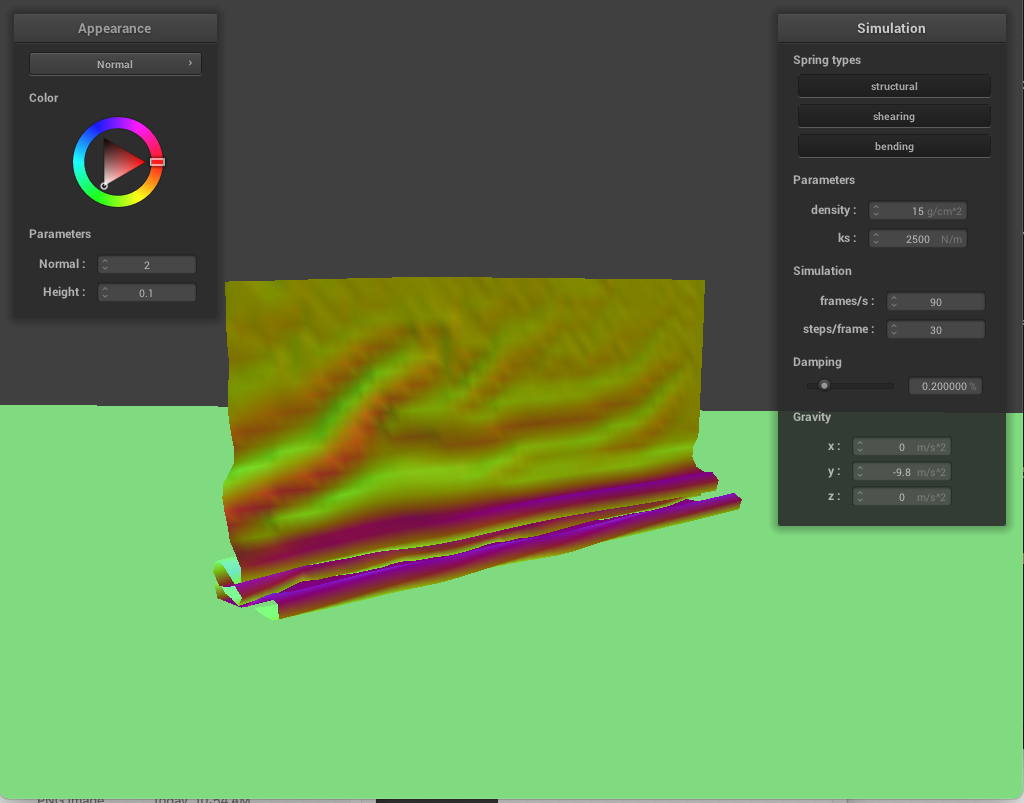 Appearance
Normal
Color
Parameters
Normal : 2
Height : 0.1
Simulation
Spring types
structural
shearing
bending
Parameters
density : 15 g/cm^2
ks : 2500 N/m
Simulation
frames/s : 90
steps/frame : 30
Damping
0.200000 %
Gravity
x : 0 m/s^2
y : -9.8 m/s^2
z : 0 m/s^2
PNG image Today, 10:54 AM